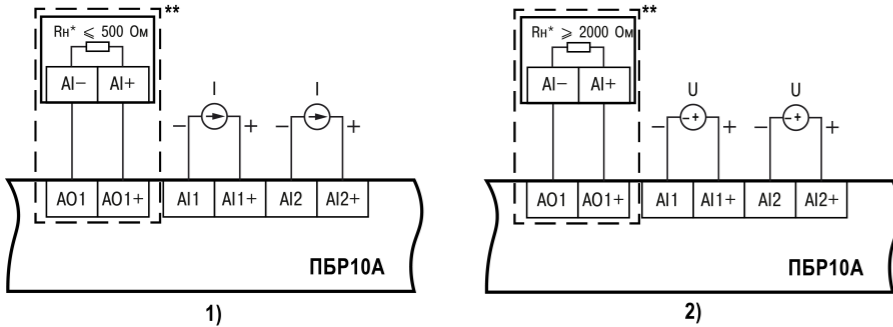 **
Rн* ⩽ 500 Ом
AI− AI+
I I
− + − +
AO1 AO1+ AI1 AI1+ AI2 AI2+
ПБР10А
1)
**
Rн* ⩾ 2000 Ом
AI− AI+
U U
− -+ + − -+ +
AO1 AO1+ AI1 AI1+ AI2 AI2+
ПБР10А
2)